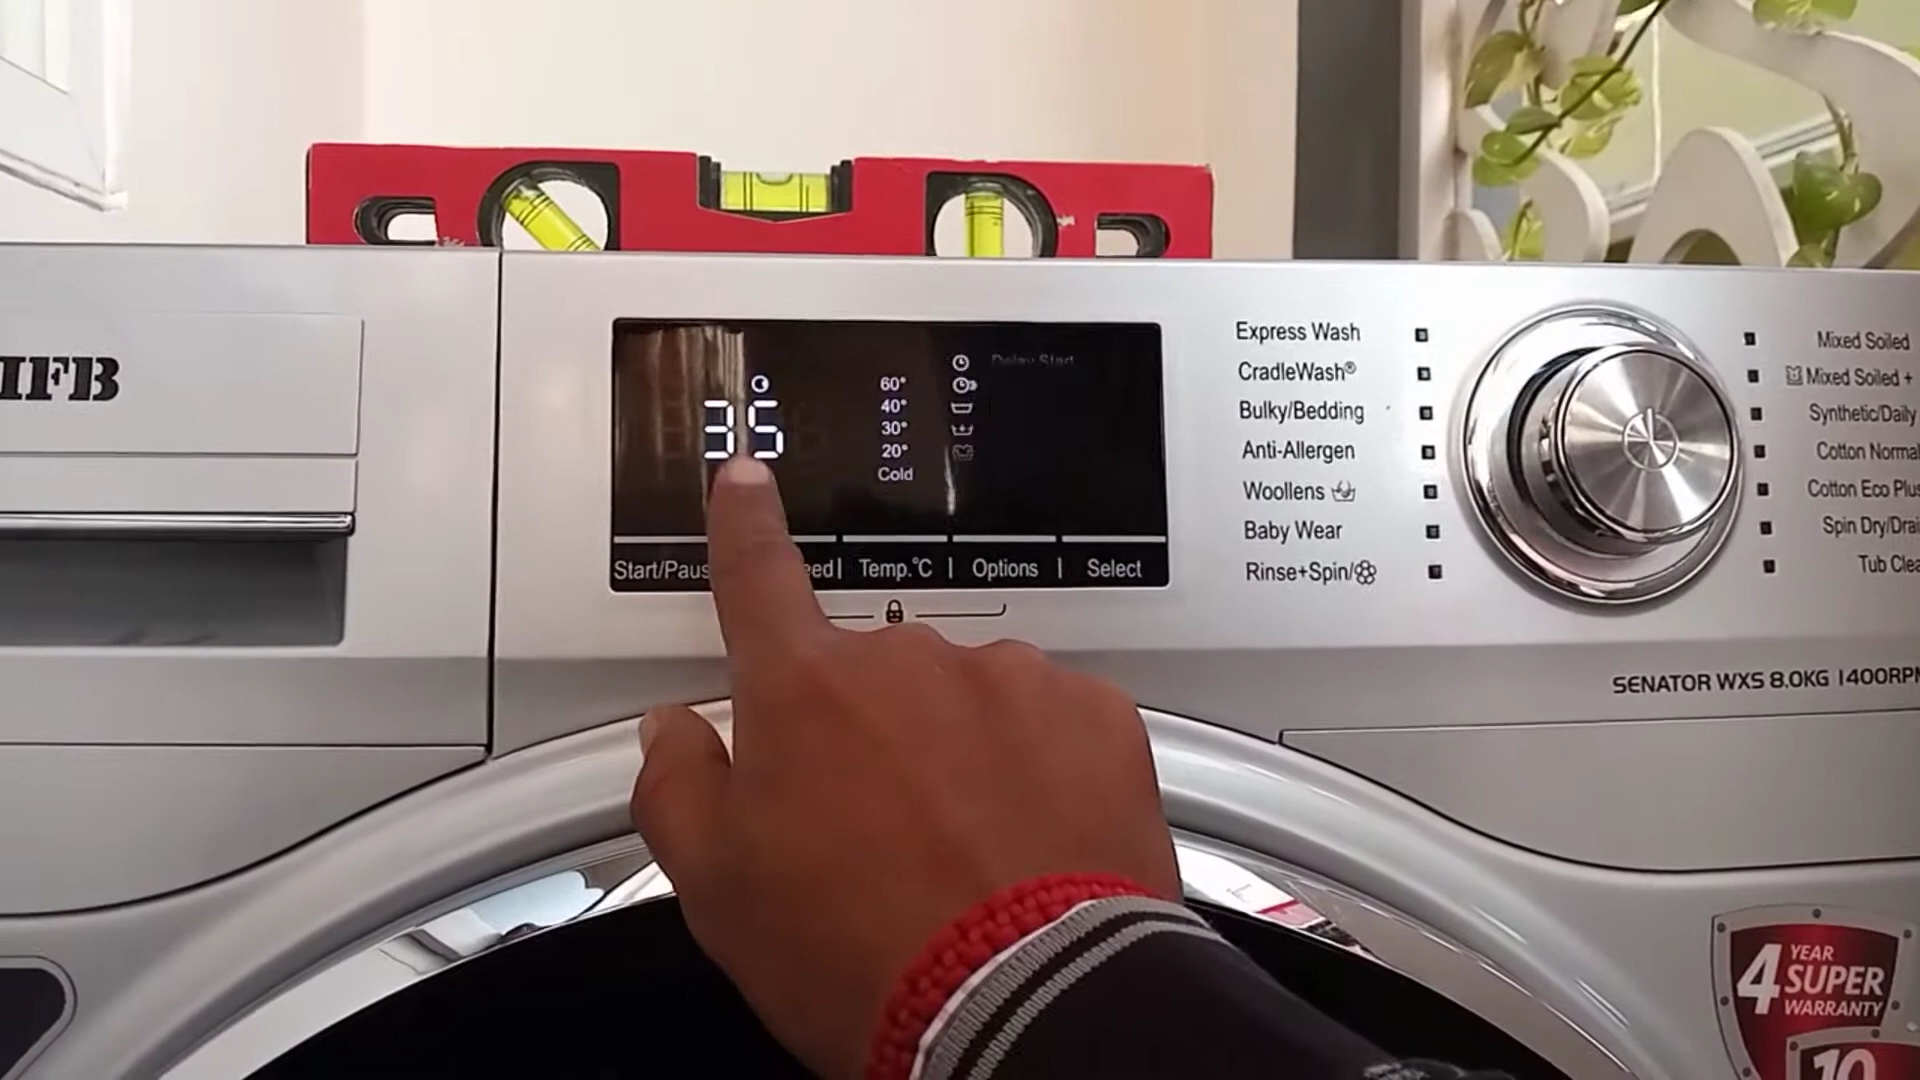 IFB
35
60°
40°
30°
20°
Cold
Delay Start
Start/Paus
eed|
Temp.°C |
Options |
Select
Express Wash
CradleWash®
Bulky/Bedding
Anti-Allergen
Woollens
Baby Wear
Rinse+Spin/
Mixed Soiled
Mixed Soiled +
Synthetic/Daily
Cotton Normal
Cotton Eco Plus
Spin Dry/Drai
Tub Clea
SENATOR WXS 8.0KG 1400RPM
4 YEAR
SUPER
WARRANTY
10